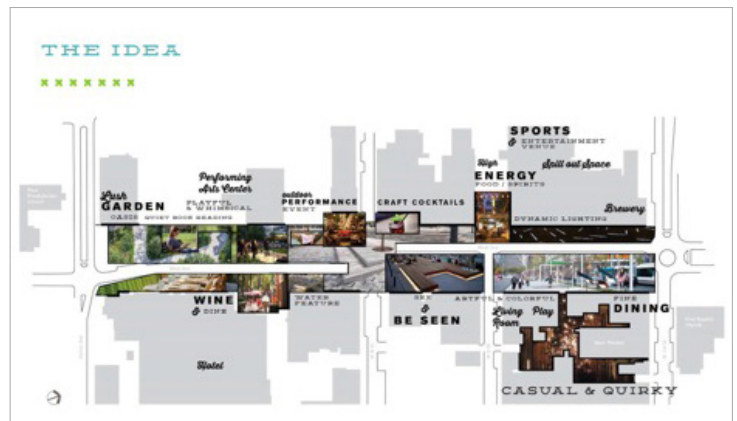 THE IDEA
SPORTS
& ENTERTAINMENT
VENUE
High
ENERGY
FOOD / SPIRITS
Spill out Space
Performing
Arts Center
Lush
GARDEN
OASIS QUIET NOOK READING
PLAYFUL
& WHIMSICAL
outdoor
PERFORMANCE
EVENT
CRAFT COCKTAILS
Brewery
DYNAMIC LIGHTING
WINE
& DINE
WATER
FEATURE
SEE
&
BE SEEN
ARTFUL & COLORFUL
Living Play
Room
FINE
DINING
Hotel
CASUAL & QUIRKY